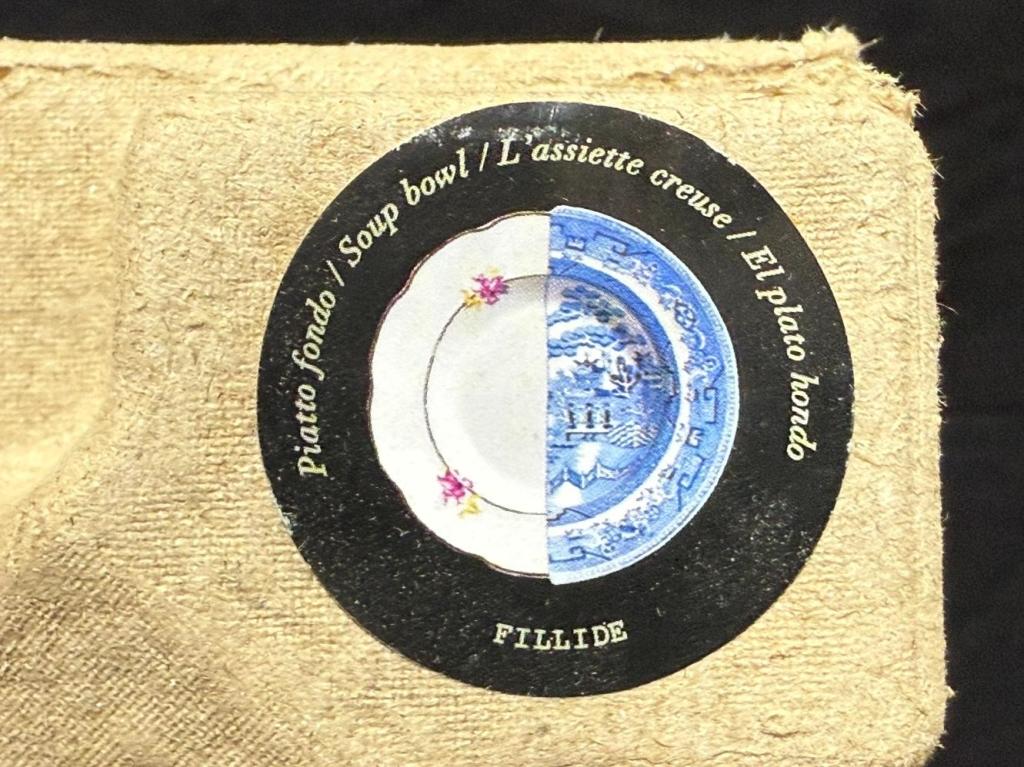 Piatto fondo / Soup bowl / L'assiette creuse / El plato hondo
FILLIDE